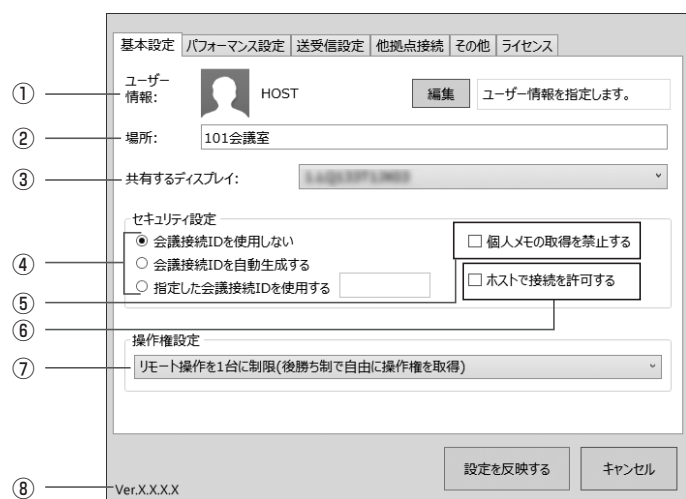 基本設定 パフォーマンス設定 送受信設定 他拠点接続 その他 ライセンス
① ユーザー情報: HOST 編集 ユーザー情報を指定します。
② 場所: 101会議室
③ 共有するディスプレイ:
セキュリティ設定
会議接続IDを使用しない 個人メモの取得を禁止する
④ 会議接続IDを自動生成する
⑤ 指定した会議接続IDを使用する ホストで接続を許可する
⑥
操作権設定
⑦ リモート操作を1台に制限(後勝ち制で自由に操作権を取得)
設定を反映する キャンセル
⑧ Ver.X.X.X.X